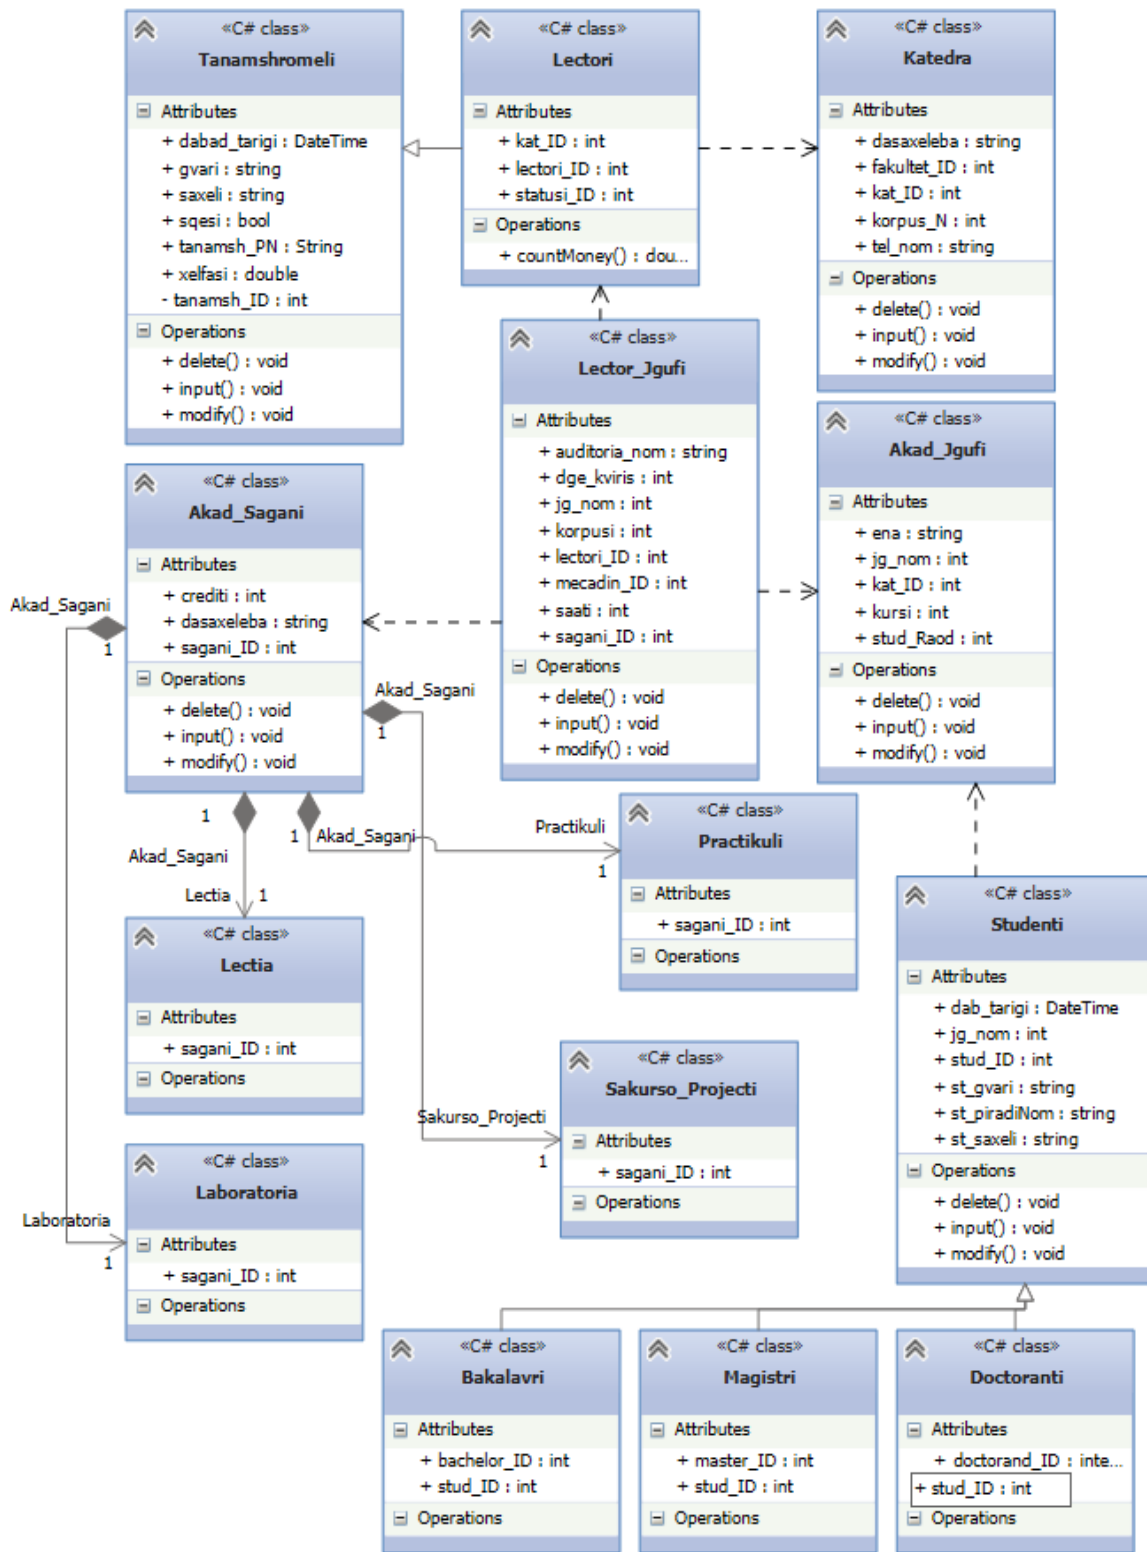 «C# class»
Tanamshromeli
Attributes
+ dabad_tarigi : DateTime
+ gvari : string
+ saxeli : string
+ sqesi : bool
+ tanamsh_PN : String
+ xelfasi : double
- tanamsh_ID : int
Operations
+ delete() : void
+ input() : void
+ modify() : void
«C# class»
Lectori
Attributes
+ kat_ID : int
+ lectori_ID : int
+ statusi_ID : int
Operations
+ countMoney() : dou...
«C# class»
Katedra
Attributes
+ dasaxeleba : string
+ fakultet_ID : int
+ kat_ID : int
+ korpus_N : int
+ tel_nom : string
Operations
+ delete() : void
+ input() : void
+ modify() : void
«C# class»
Lector_Jgufi
Attributes
+ auditoria_nom : string
+ dge_kviris : int
+ jg_nom : int
+ korpusi : int
+ lectori_ID : int
+ mecadin_ID : int
+ saati : int
+ sagani_ID : int
Operations
+ delete() : void
+ input() : void
+ modify() : void
«C# class»
Akad_Jgufi
Attributes
+ ena : string
+ jg_nom : int
+ kat_ID : int
+ kursi : int
+ stud_Raod : int
Operations
+ delete() : void
+ input() : void
+ modify() : void
«C# class»
Akad_Sagani
Attributes
+ crediti : int
+ dasaxeleba : string
+ sagani_ID : int
Operations
+ delete() : void
+ input() : void
+ modify() : void
Akad_Sagani
1
Akad_Sagani
1
1
Akad_Sagani
1
Akad_Sagani
Lectia
1
Practikuli
1
«C# class»
Practikuli
Attributes
+ sagani_ID : int
Operations
«C# class»
Lectia
Attributes
+ sagani_ID : int
Operations
«C# class»
Studenti
Attributes
+ dab_tarigi : DateTime
+ jg_nom : int
+ stud_ID : int
+ st_gvari : string
+ st_piradiNom : string
+ st_saxeli : string
Operations
+ delete() : void
+ input() : void
+ modify() : void
Sakurso_Projecti
1
«C# class»
Sakurso_Projecti
Attributes
+ sagani_ID : int
Operations
Laboratoria
1
«C# class»
Laboratoria
Attributes
+ sagani_ID : int
Operations
«C# class»
Bakalavri
Attributes
+ bachelor_ID : int
+ stud_ID : int
Operations
«C# class»
Magistri
Attributes
+ master_ID : int
+ stud_ID : int
Operations
«C# class»
Doctoranti
Attributes
+ doctorand_ID : inte...
+ stud_ID : int
Operations